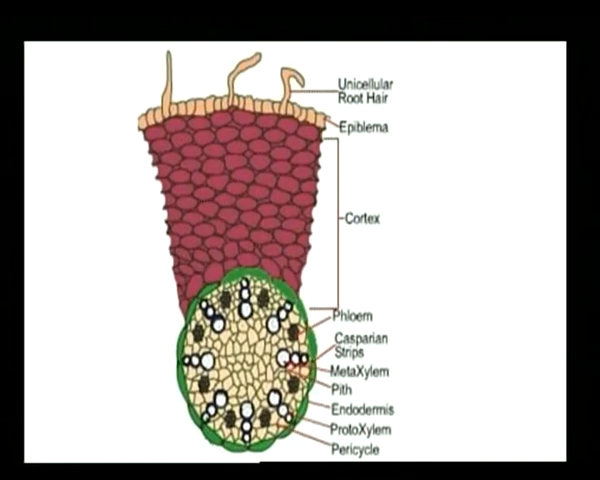 Unicellular
Root Hair
Epiblema
Cortex
Phloem
Casparian
Strips
MetaXylem
Pith
Endodermis
ProtoXylem
Pericycle